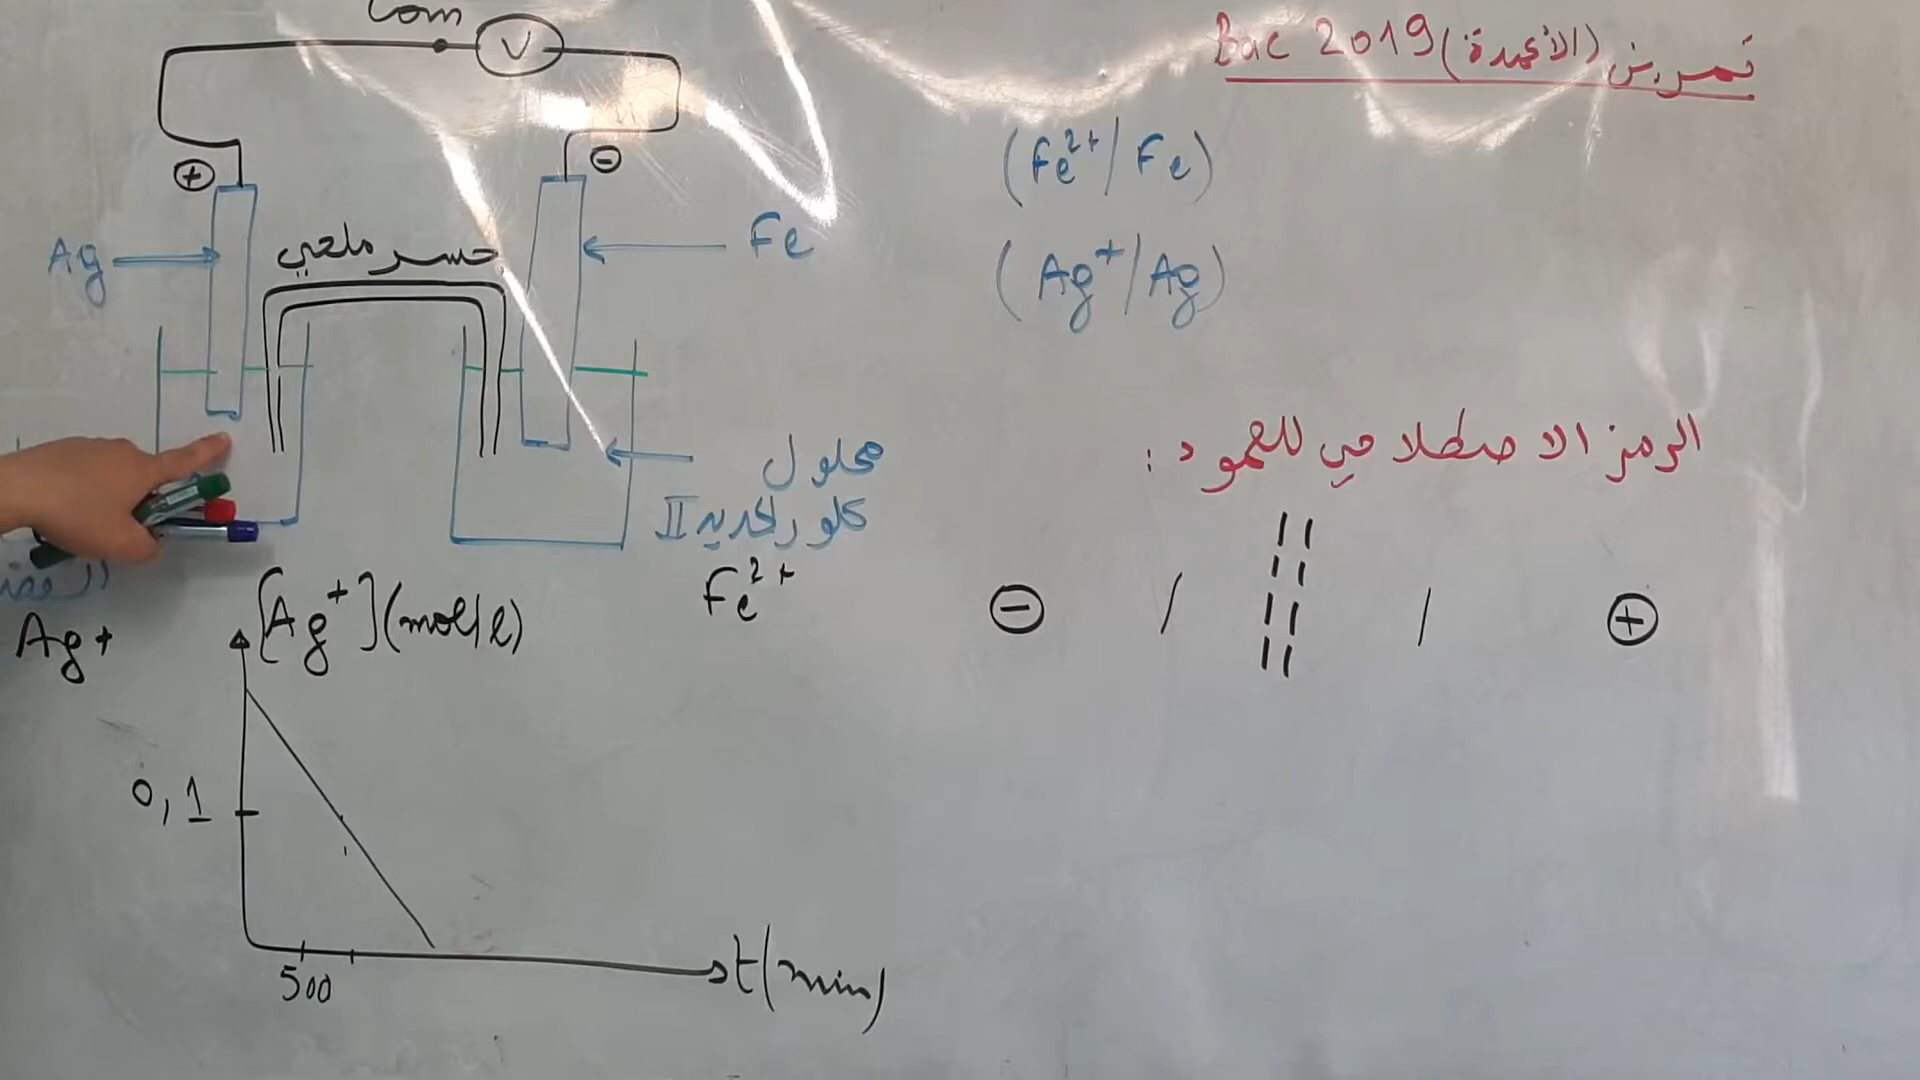 Com
V
تمرين (الأعمدة) Bac 2019
(Fe²⁺/Fe)
(Ag⁺/Ag)
+
-
Ag
جسر ملحي
Fe
محلول
كلور الحديد II
Fe²⁺
Ag+
الرمز الاصطلاحي للعمود :
- / / +
[Ag⁺](mol/l)
0,1
500
t(min)